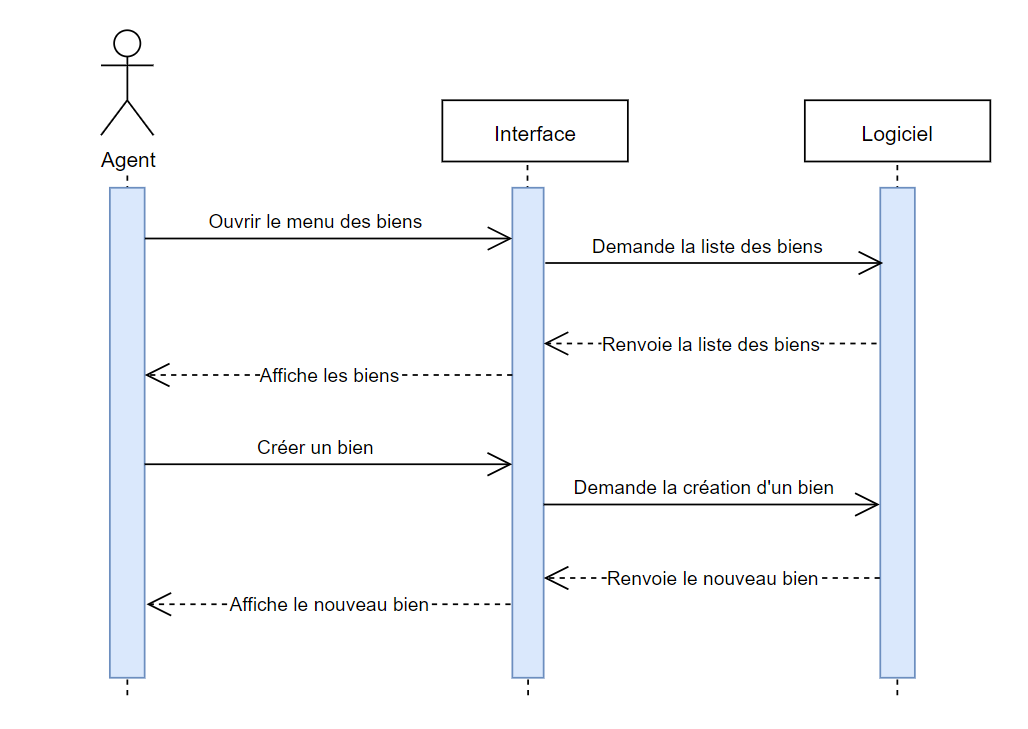 Agent
Interface
Logiciel
Ouvrir le menu des biens
Demande la liste des biens
Renvoie la liste des biens
Affiche les biens
Créer un bien
Demande la création d'un bien
Renvoie le nouveau bien
Affiche le nouveau bien